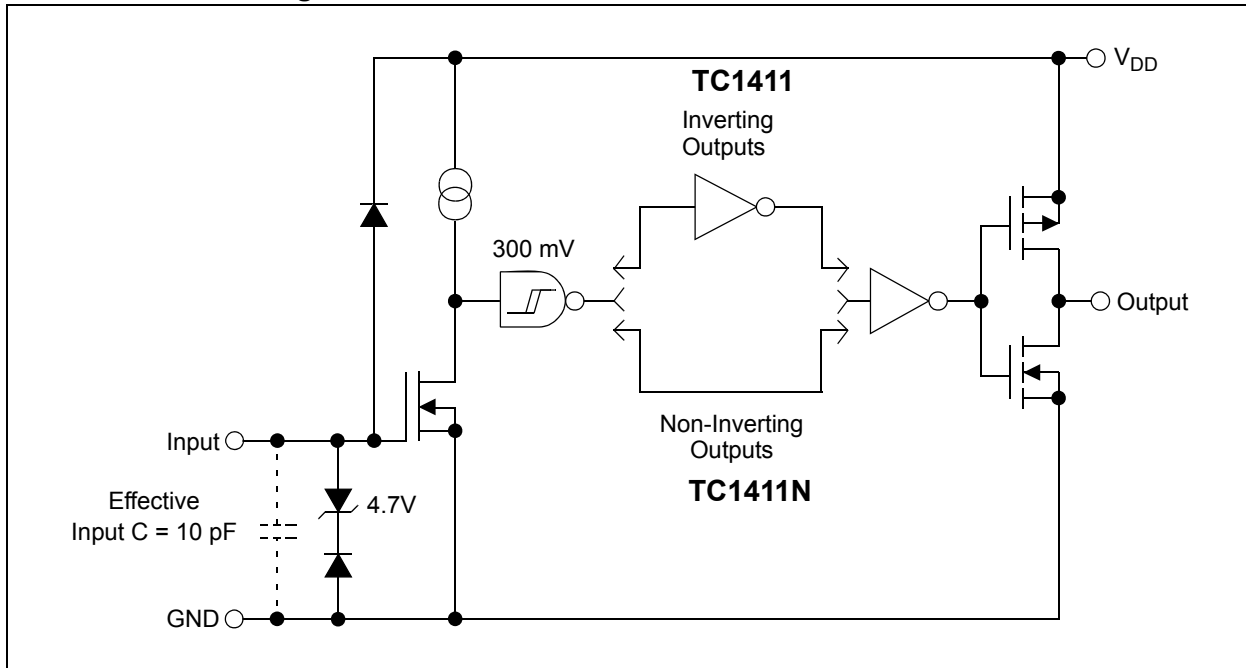 V_DD
TC1411
Inverting
Outputs
300 mV
Output
Input
Non-Inverting
Outputs
TC1411N
Effective
Input C = 10 pF
4.7V
GND